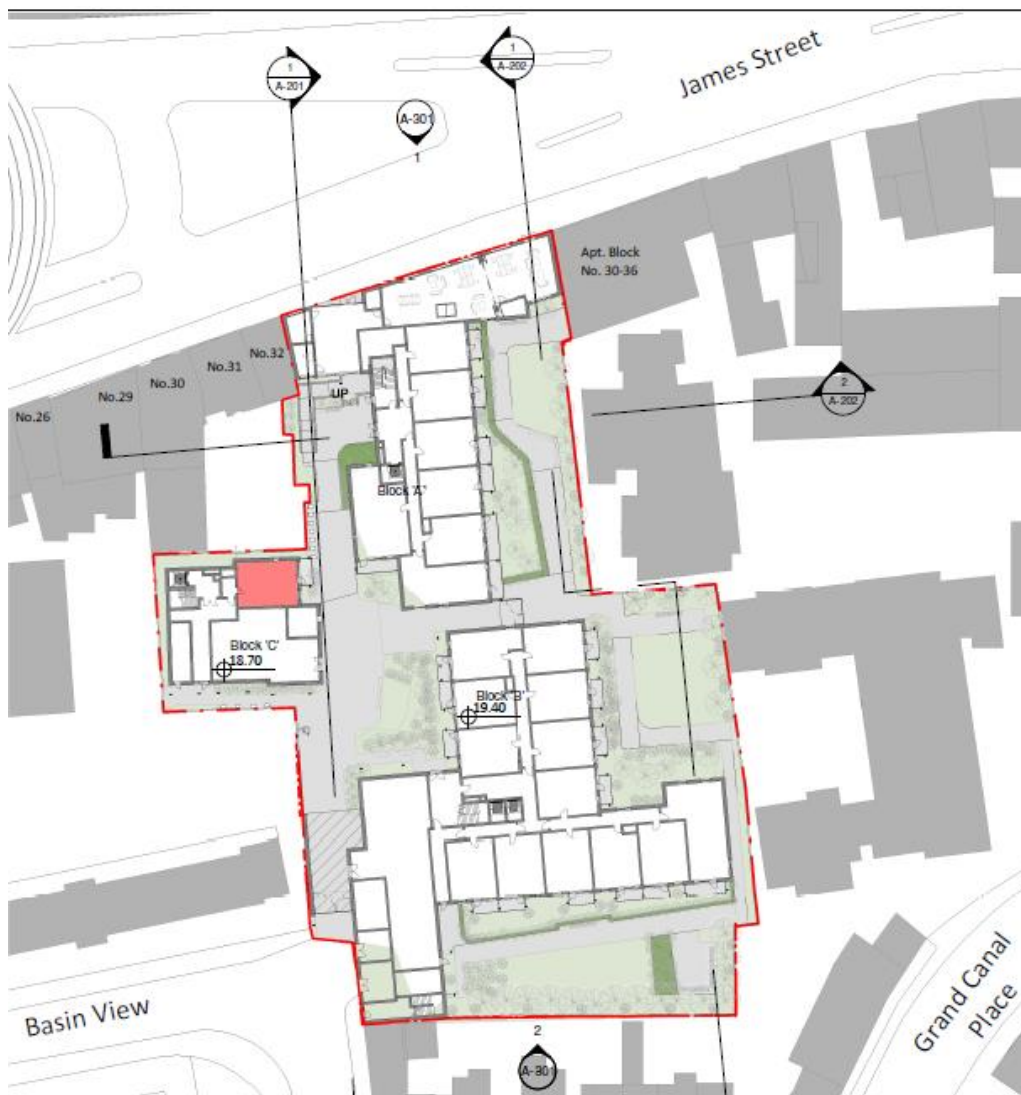 1
A-201
1
A-202
James Street
A-301
1
Apt. Block
No. 30-36
No.32
No.31
No.30
No.29
No.26
UP
2
A-202
Block 'A'
Block 'C'
18.70
Block 'B'
19.40
Basin View
Grand Canal
Place
2
A-301